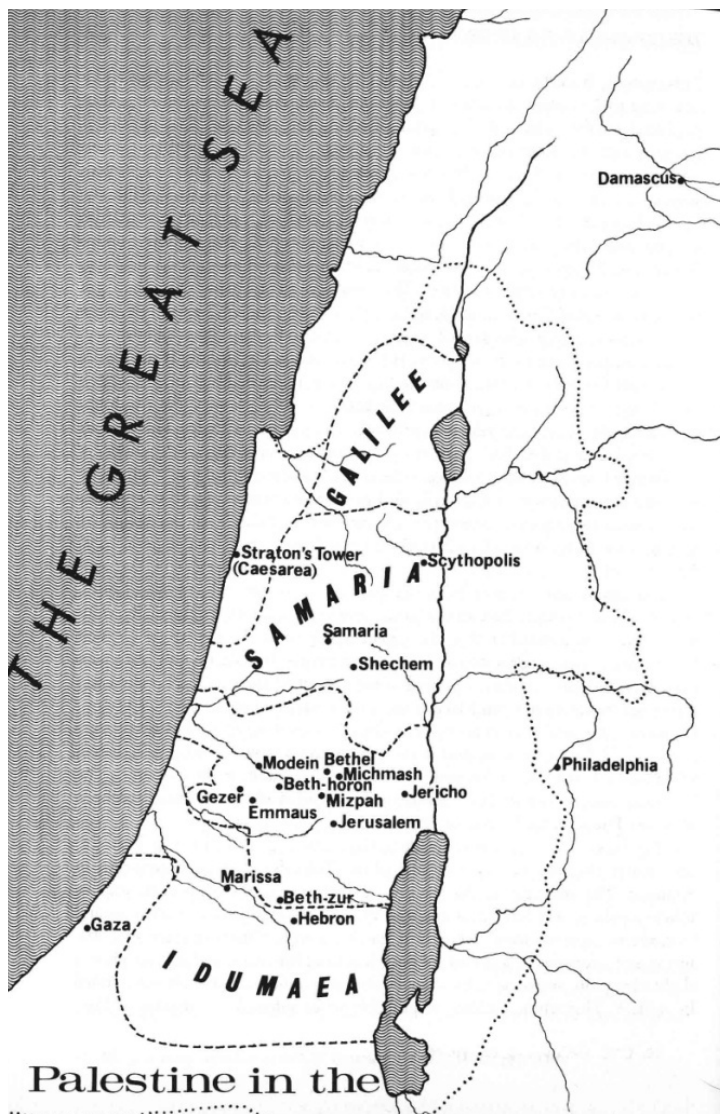 THE GREAT SEA
Damascus
GALILEE
Straton's Tower
(Caesarea)
Scythopolis
SAMARIA
Samaria
Shechem
Modein
Bethel
Michmash
Philadelphia
Beth-horon
Gezer
Mizpah
Jericho
Emmaus
Jerusalem
Marissa
Beth-zur
Gaza
Hebron
IDUMAEA
Palestine in the